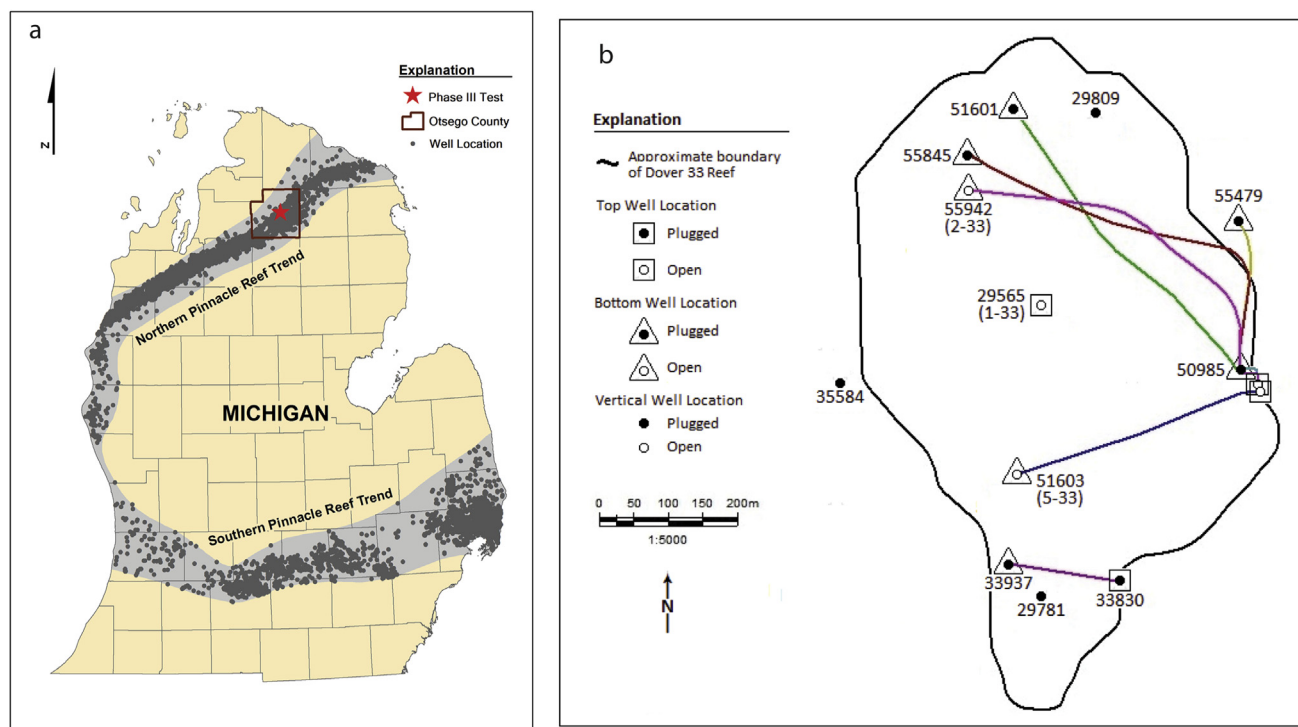 a
Explanation
Phase III Test
Otsego County
Well Location
N
Northern Pinnacle Reef Trend
MICHIGAN
Southern Pinnacle Reef Trend
b
Explanation
Approximate boundary
of Dover 33 Reef
Top Well Location
Plugged
Open
Bottom Well Location
Plugged
Open
Vertical Well Location
Plugged
Open
0 50 100 200m
1:5000
N
51601
29809
55845
55942
(2-33)
55479
29565
(1-33)
50985
35584
51603
(5-33)
33937
33830
29781